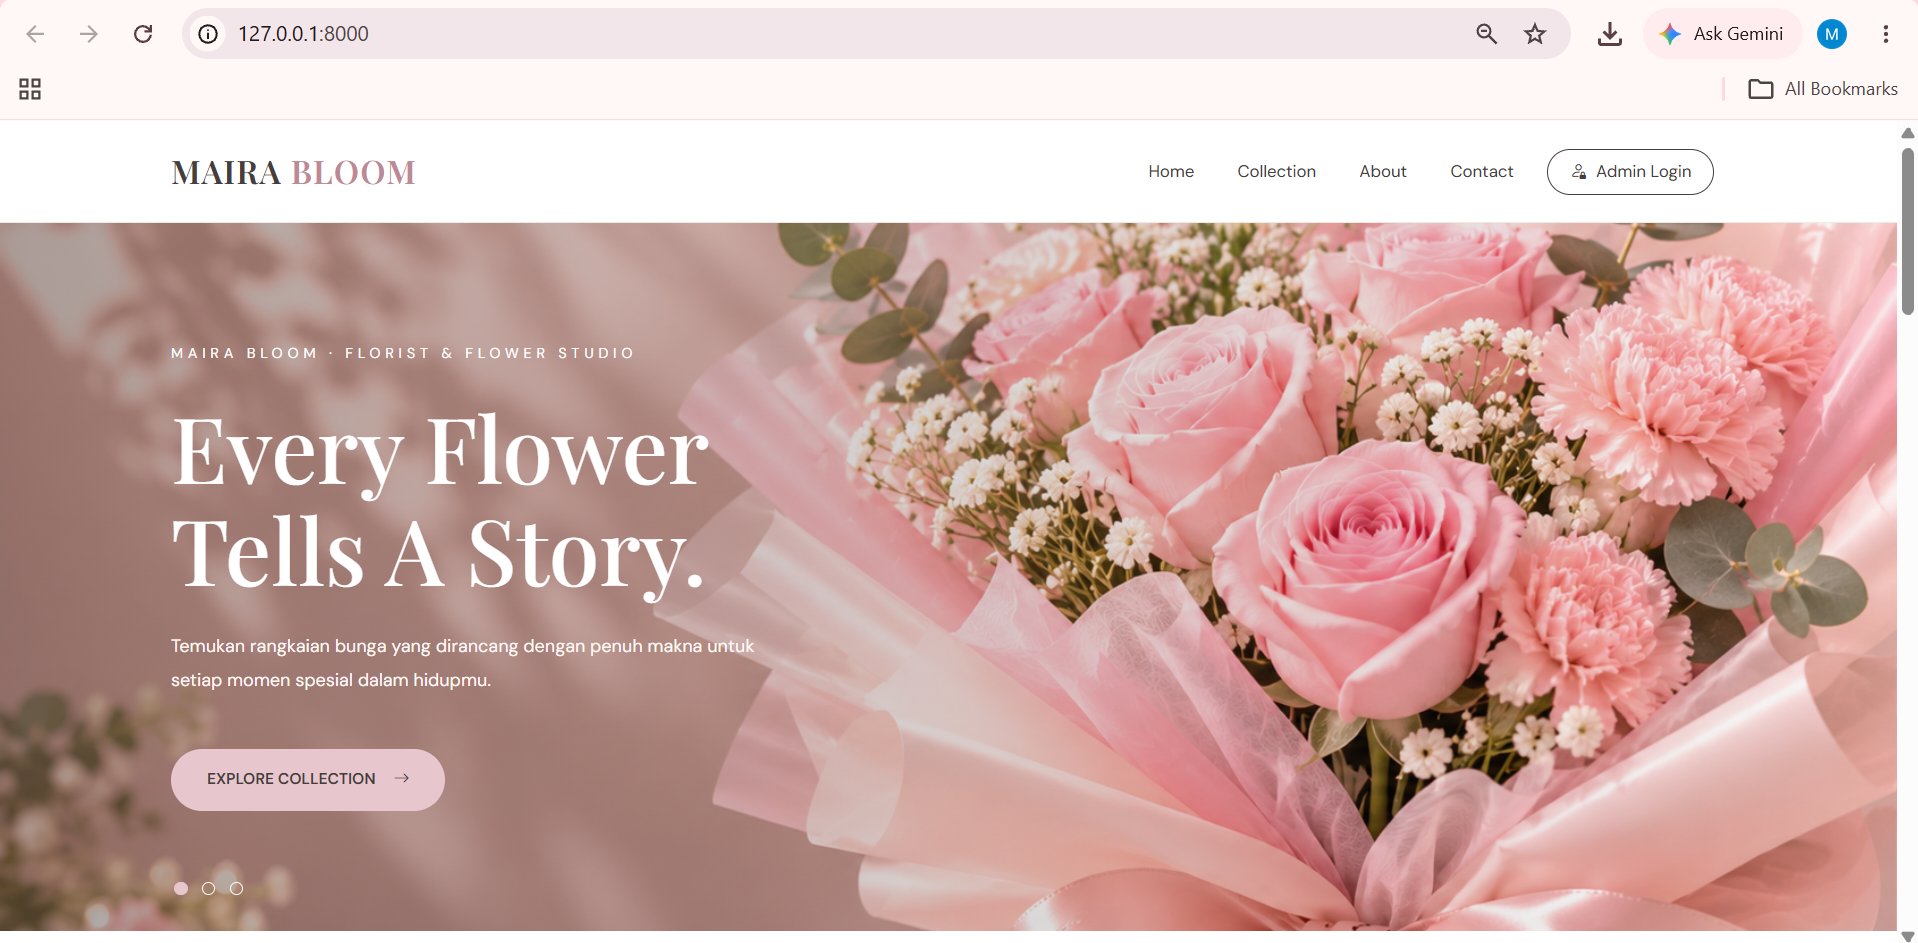 127.0.0.1:8000
Ask Gemini
M
All Bookmarks
MAIRA BLOOM
Home
Collection
About
Contact
Admin Login
MAIRA BLOOM · FLORIST & FLOWER STUDIO
Every Flower
Tells A Story.
Temukan rangkaian bunga yang dirancang dengan penuh makna untuk
setiap momen spesial dalam hidupmu.
EXPLORE COLLECTION →